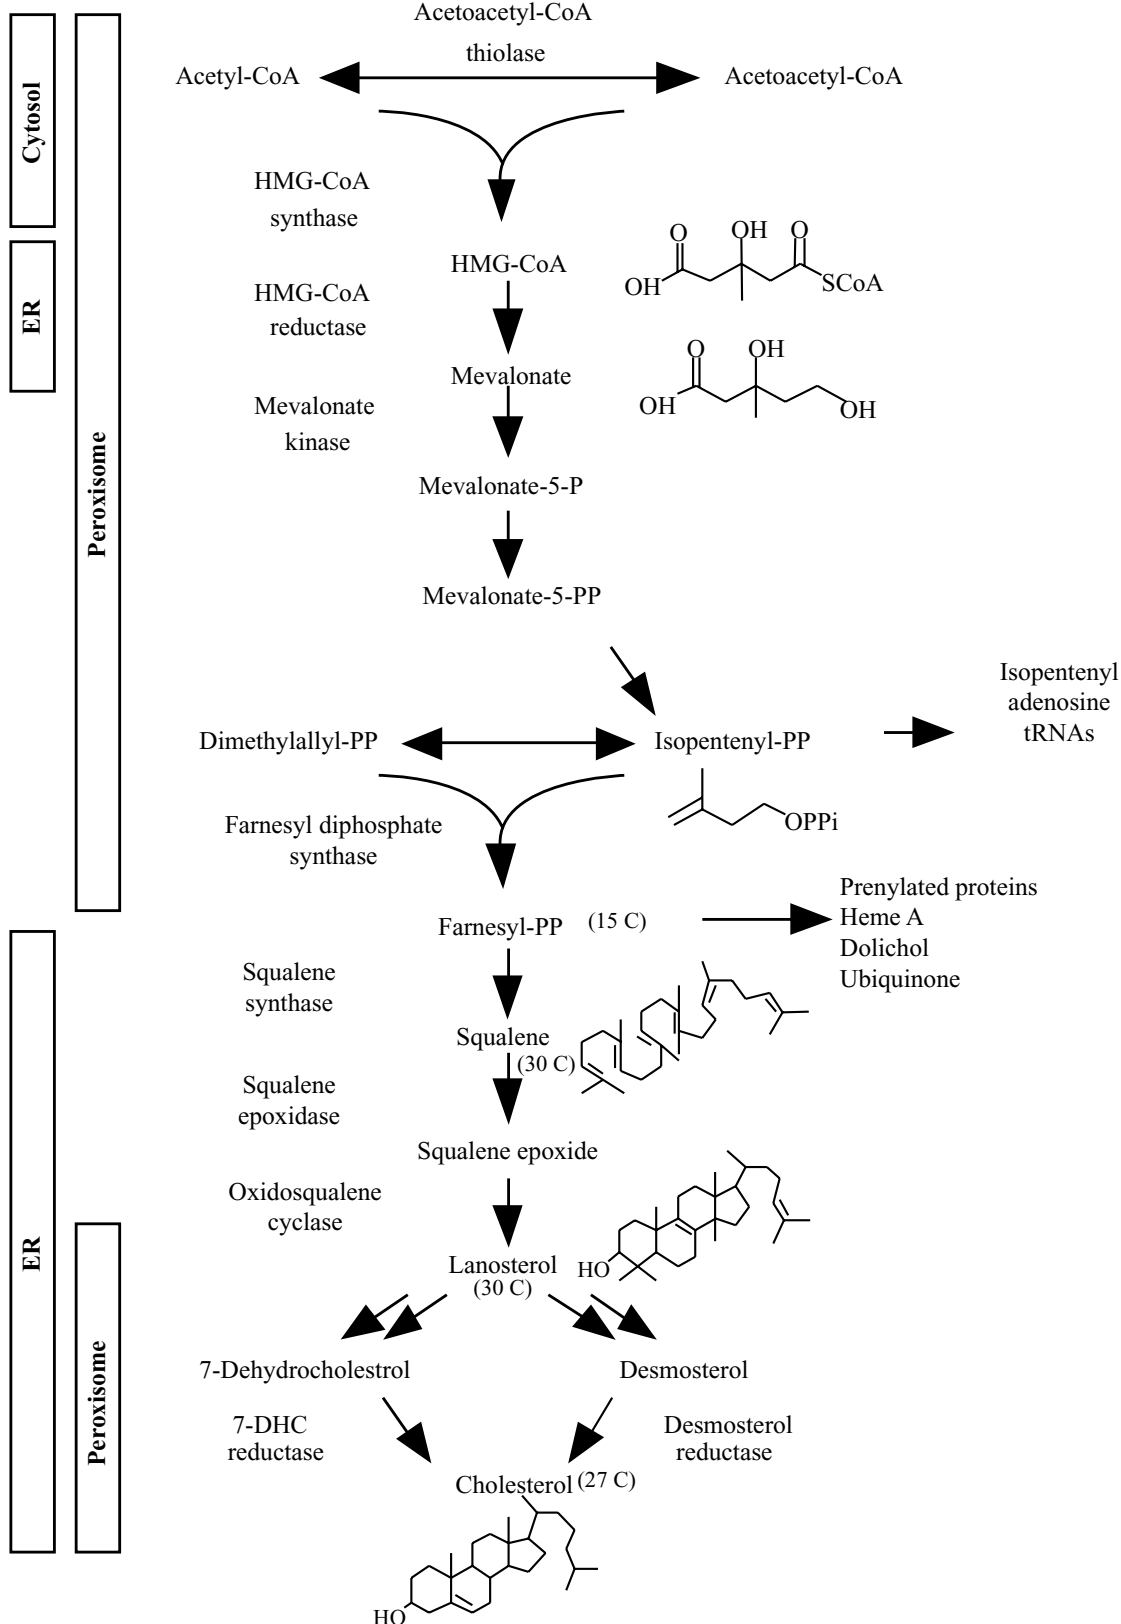 Acetoacetyl-CoA
thiolase
Acetyl-CoA
Acetoacetyl-CoA
Cytosol
HMG-CoA
synthase
O
OH
O
HMG-CoA
OH
SCoA
ER
HMG-CoA
reductase
O
OH
Mevalonate
OH
OH
Mevalonate
kinase
Peroxisome
Mevalonate-5-P
Mevalonate-5-PP
Isopentenyl
adenosine
tRNAs
Dimethylallyl-PP
Isopentenyl-PP
OPPi
Farnesyl diphosphate
synthase
Prenylated proteins
Heme A
Dolichol
Ubiquinone
Farnesyl-PP (15 C)
Squalene
synthase
Squalene
(30 C)
Squalene
epoxidase
Squalene epoxide
Oxidosqualene
cyclase
ER
Lanosterol
(30 C)
HO
7-Dehydrocholestrol
Desmosterol
Peroxisome
7-DHC
reductase
Desmosterol
reductase
Cholesterol (27 C)
HO